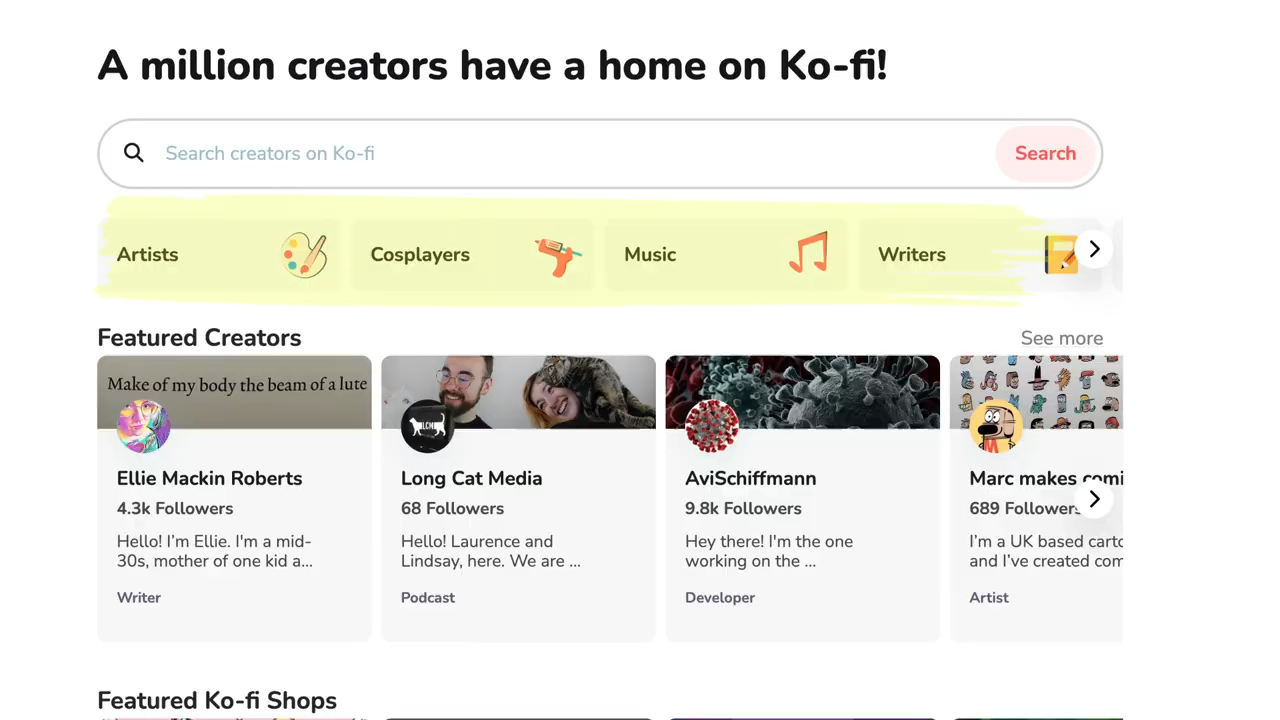 A million creators have a home on Ko-fi!
Search creators on Ko-fi
Search
Artists
Cosplayers
Music
Writers
Featured Creators
See more
Make of my body the beam of a lute
LCM
Ellie Mackin Roberts
4.3k Followers
Hello! I’m Ellie. I'm a mid-
30s, mother of one kid a...
Writer
Long Cat Media
68 Followers
Hello! Laurence and
Lindsay, here. We are ...
Podcast
AviSchiffmann
9.8k Followers
Hey there! I'm the one
working on the ...
Developer
Marc makes comi
689 Followers
I’m a UK based carto
and I’ve created com
Artist
Featured Ko-fi Shops